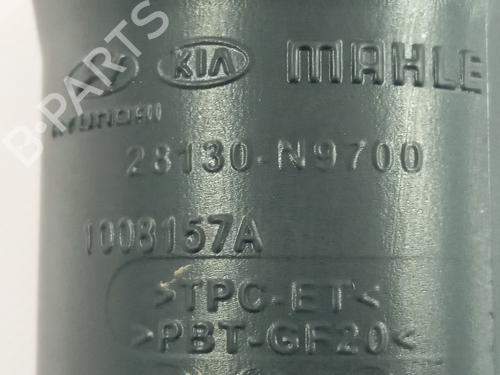 B-PARTS
KIA MAHLE
HYUNDAI
28130-N9700
1008157A
>TPC-ET<
>PBT-GF20<